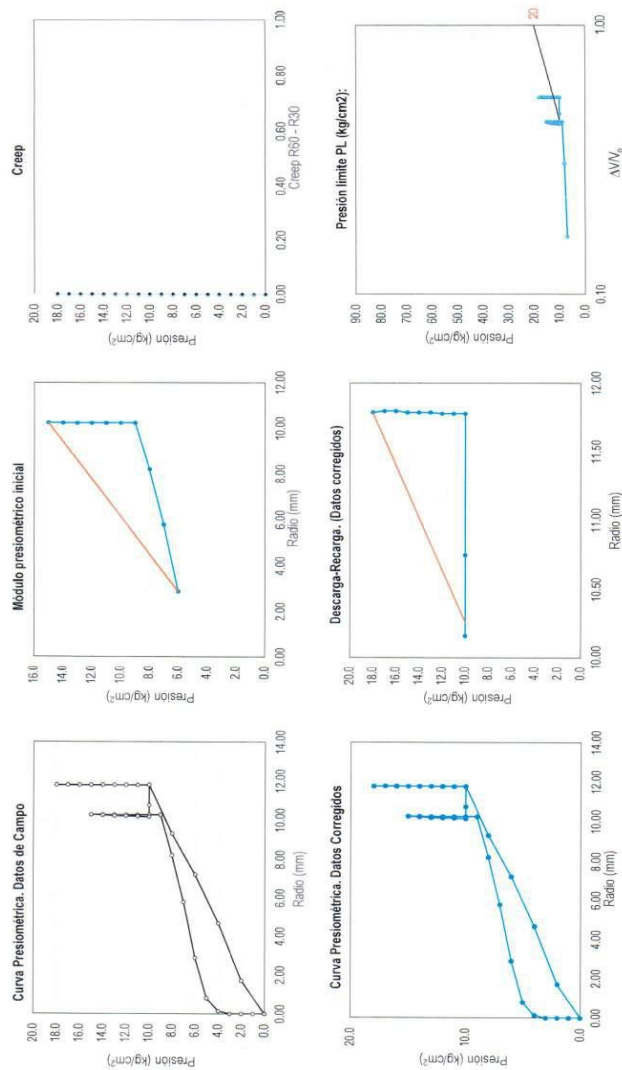 Curva Presiométrica. Datos de Campo
Presión (kg/cm²)
20.0
18.0
16.0
14.0
12.0
10.0
8.0
6.0
4.0
2.0
0.0
0.00 2.00 4.00 6.00 8.00 10.00 12.00 14.00
Radio (mm)
Módulo presiométrico inicial
Presión (kg/cm²)
16.0
14.0
12.0
10.0
8.0
6.0
4.0
2.0
0.0
0.00 2.00 4.00 6.00 8.00 10.00 12.00
Radio (mm)
Creep
Presión (kg/cm²)
20.0
18.0
16.0
14.0
12.0
10.0
8.0
6.0
4.0
2.0
0.0
0.00 0.20 0.40 0.60 0.80 1.00
Creep R60 - R30
Curva Presiométrica. Datos Corregidos
Presión (kg/cm²)
20.0
10.0
0.0
0.00 2.00 4.00 6.00 8.00 10.00 12.00 14.00
Radio (mm)
Descarga-Recarga. (Datos corregidos)
Presión (kg/cm²)
20.0
18.0
16.0
14.0
12.0
10.0
8.0
6.0
4.0
2.0
0.0
10.00 10.50 11.00 11.50 12.00
Radio (mm)
Presión límite PL (kg/cm2):
20
Presión (kg/cm²)
90.0
80.0
70.0
60.0
50.0
40.0
30.0
20.0
10.0
0.0
0.10 1.00
ΔV/Vₒ